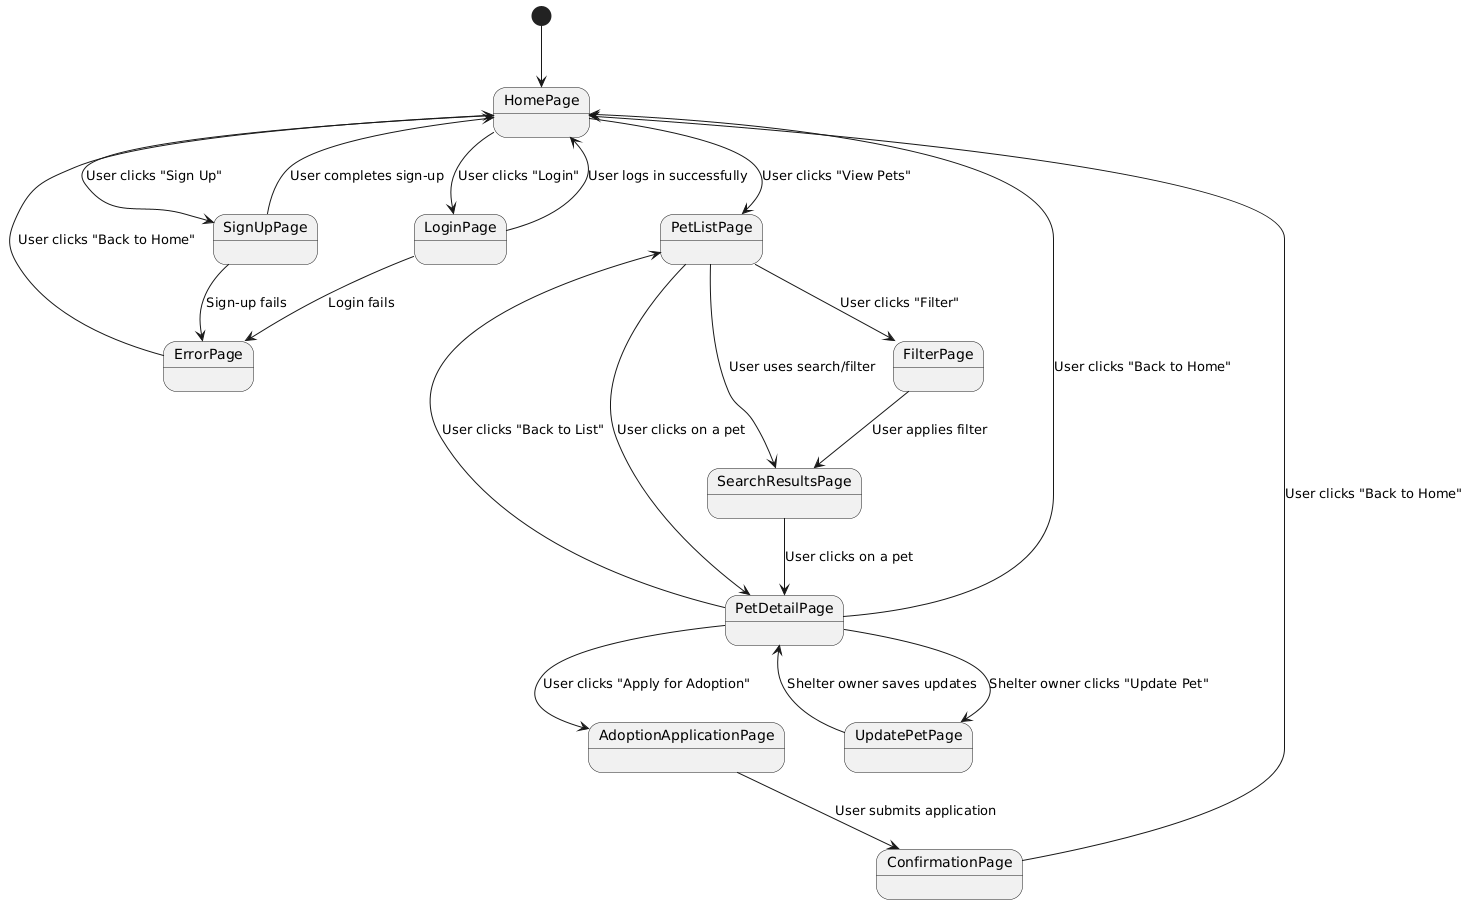 HomePage
User clicks "Sign Up"
User completes sign-up
User clicks "Login"
User logs in successfully
User clicks "View Pets"
SignUpPage
LoginPage
PetListPage
User clicks "Back to Home"
Sign-up fails
Login fails
User clicks "Filter"
ErrorPage
FilterPage
User uses search/filter
User clicks "Back to Home"
User clicks "Back to List"
User clicks on a pet
User applies filter
SearchResultsPage
User clicks "Back to Home"
User clicks on a pet
PetDetailPage
User clicks "Apply for Adoption"
Shelter owner saves updates
Shelter owner clicks "Update Pet"
AdoptionApplicationPage
UpdatePetPage
User submits application
ConfirmationPage